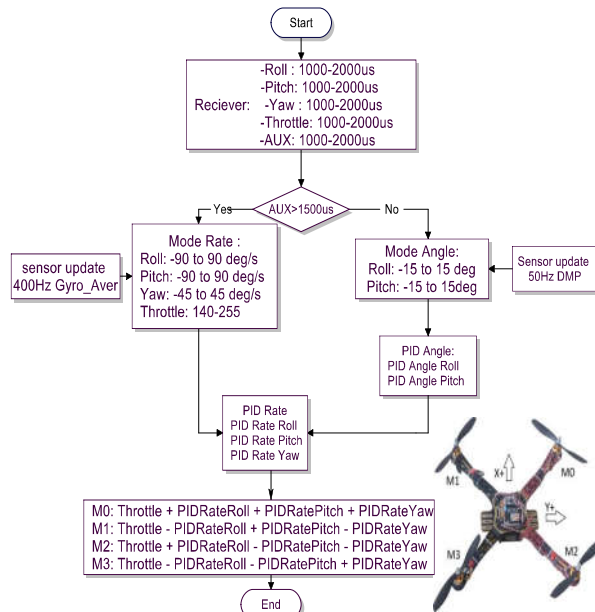 Start
-Roll : 1000-2000us
-Pitch: 1000-2000us
Reciever: -Yaw : 1000-2000us
-Throttle: 1000-2000us
-AUX: 1000-2000us
AUX>1500us
Yes
No
Mode Rate :
Roll: -90 to 90 deg/s
Pitch: -90 to 90 deg/s
Yaw: -45 to 45 deg/s
Throttle: 140-255
sensor update
400Hz Gyro_Aver
Mode Angle:
Roll: -15 to 15 deg
Pitch: -15 to 15deg
Sensor update
50Hz DMP
PID Angle:
PID Angle Roll
PID Angle Pitch
PID Rate
PID Rate Roll
PID Rate Pitch
PID Rate Yaw
M0: Throttle + PIDRateRoll + PIDRatePitch + PIDRateYaw
M1: Throttle - PIDRateRoll + PIDRatePitch - PIDRateYaw
M2: Throttle + PIDRateRoll - PIDRatePitch - PIDRateYaw
M3: Throttle - PIDRateRoll - PIDRatePitch + PIDRateYaw
End
X+
M1
M0
Y+
M3
M2